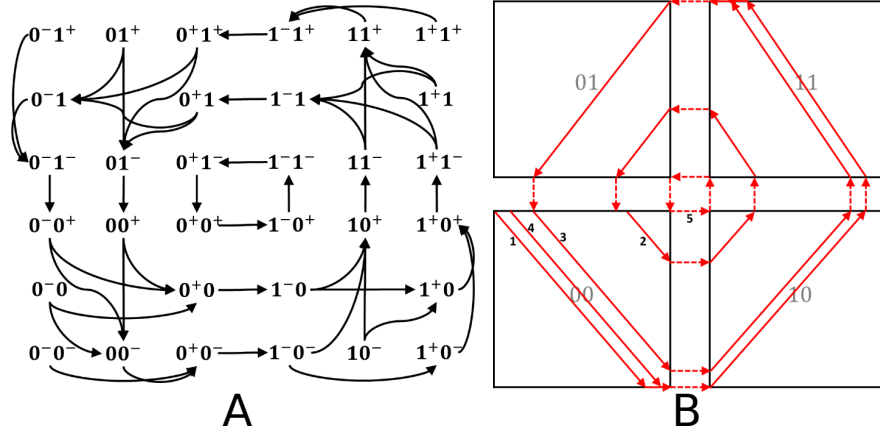 0⁻1⁺ 01⁺ 0⁺1⁺ 1⁻1⁺ 11⁺ 1⁺1⁺
0⁻1 0⁺1 1⁻1 1⁺1
0⁻1⁻ 01⁻ 0⁺1⁻ 1⁻1⁻ 11⁻ 1⁺1⁻
0⁻0⁺ 00⁺ 0⁺0⁺ 1⁻0⁺ 10⁺ 1⁺0⁺
0⁻0 0⁺0 1⁻0 1⁺0
0⁻0⁻ 00⁻ 0⁺0⁻ 1⁻0⁻ 10⁻ 1⁺0⁻
A
01 11
1 4 3 2 5
00 10
B